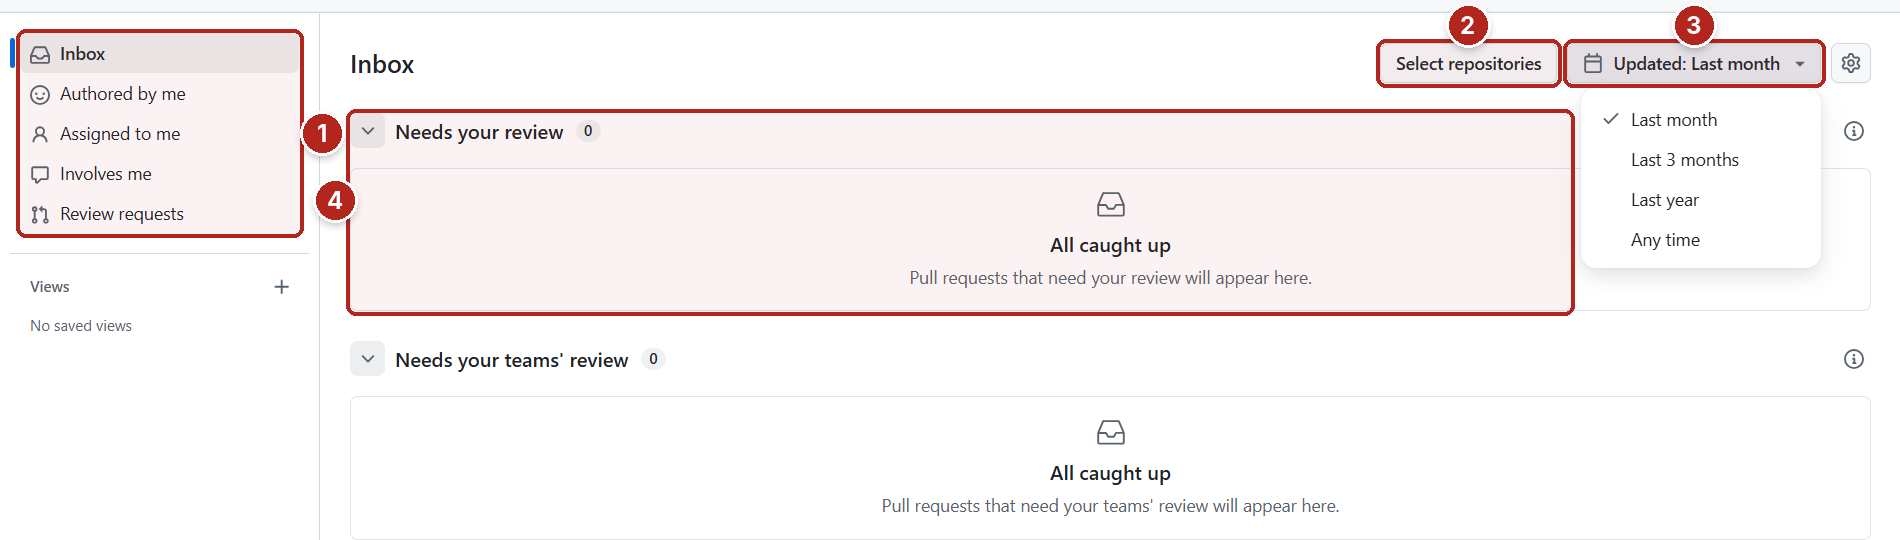 Inbox
Authored by me
Assigned to me
Involves me
Review requests
Views
No saved views
1
2
3
4
Inbox
Select repositories
Updated: Last month
Last month
Last 3 months
Last year
Any time
Needs your review 0
All caught up
Pull requests that need your review will appear here.
Needs your teams' review 0
All caught up
Pull requests that need your teams' review will appear here.